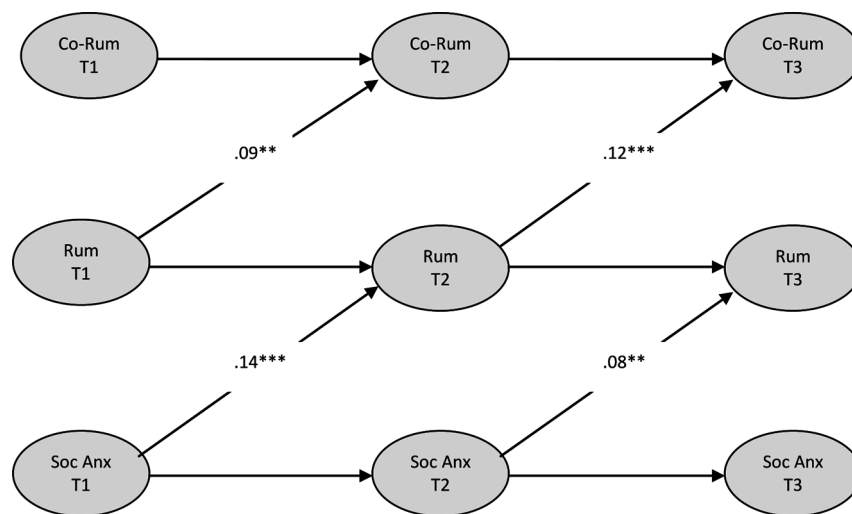 Co-Rum
T1
Co-Rum
T2
Co-Rum
T3
.09**
.12***
Rum
T1
Rum
T2
Rum
T3
.14***
.08**
Soc Anx
T1
Soc Anx
T2
Soc Anx
T3